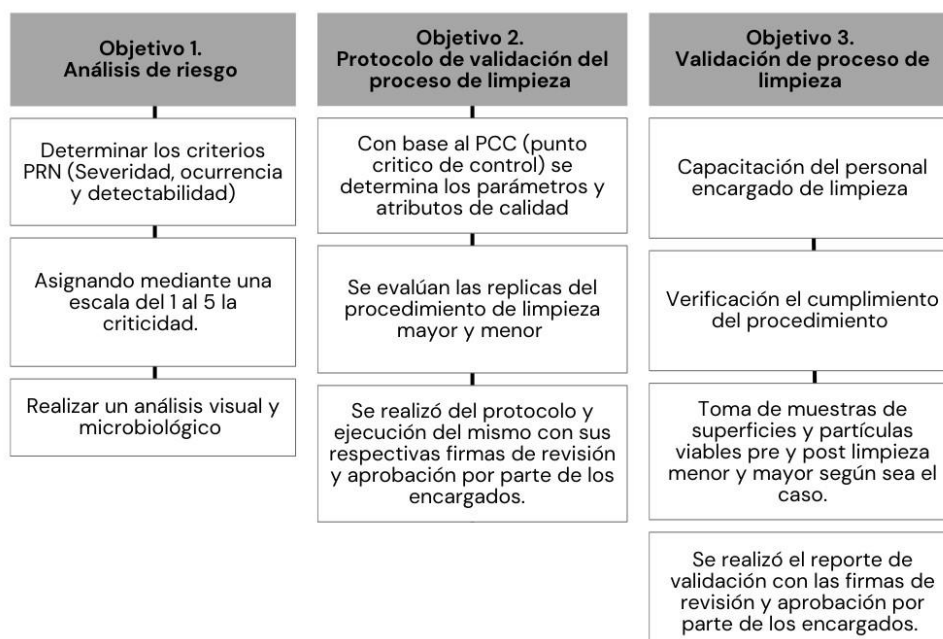 Objetivo 1.
Análisis de riesgo
Determinar los criterios
PRN (Severidad, ocurrencia
y detectabilidad)
Asignando mediante una
escala del 1 al 5 la
criticidad.
Realizar un análisis visual y
microbiológico
Objetivo 2.
Protocolo de validación del
proceso de limpieza
Con base al PCC (punto
critico de control) se
determina los parámetros y
atributos de calidad
Se evalúan las replicas del
procedimiento de limpieza
mayor y menor
Se realizó del protocolo y
ejecución del mismo con sus
respectivas firmas de revisión
y aprobación por parte de los
encargados.
Objetivo 3.
Validación de proceso de
limpieza
Capacitación del personal
encargado de limpieza
Verificación el cumplimiento
del procedimiento
Toma de muestras de
superficies y partículas
viables pre y post limpieza
menor y mayor según sea el
caso.
Se realizó el reporte de
validación con las firmas de
revisión y aprobación por
parte de los encargados.